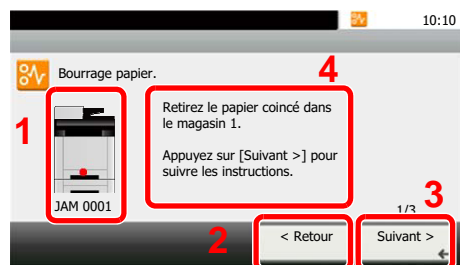 10:10
Bourrage papier.
4
1
Retirez le papier coincé dans
le magasin 1.
Appuyez sur [Suivant >] pour
suivre les instructions.
JAM 0001
1/3
3
2
< Retour
Suivant >